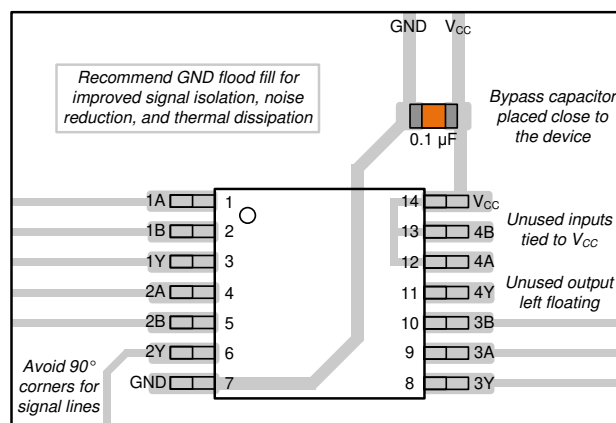 GND VCC
Recommend GND flood fill for
improved signal isolation, noise
reduction, and thermal dissipation
Bypass capacitor
placed close to
the device
0.1 µF
1A 1 14 VCC
1B 2 13 4B
Unused inputs
tied to VCC
1Y 3 12 4A
2A 4 11 4Y
Unused output
left floating
2B 5 10 3B
2Y 6 9 3A
GND 7 8 3Y
Avoid 90°
corners for
signal lines